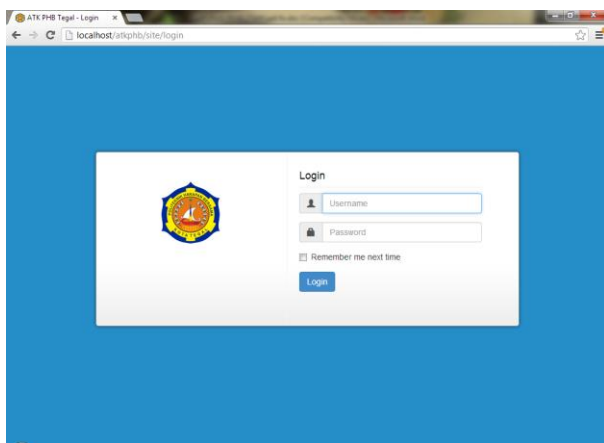 ATK PHB Tegal - Login
localhost/atkphb/site/login
Login
Username
Password
Remember me next time
Login